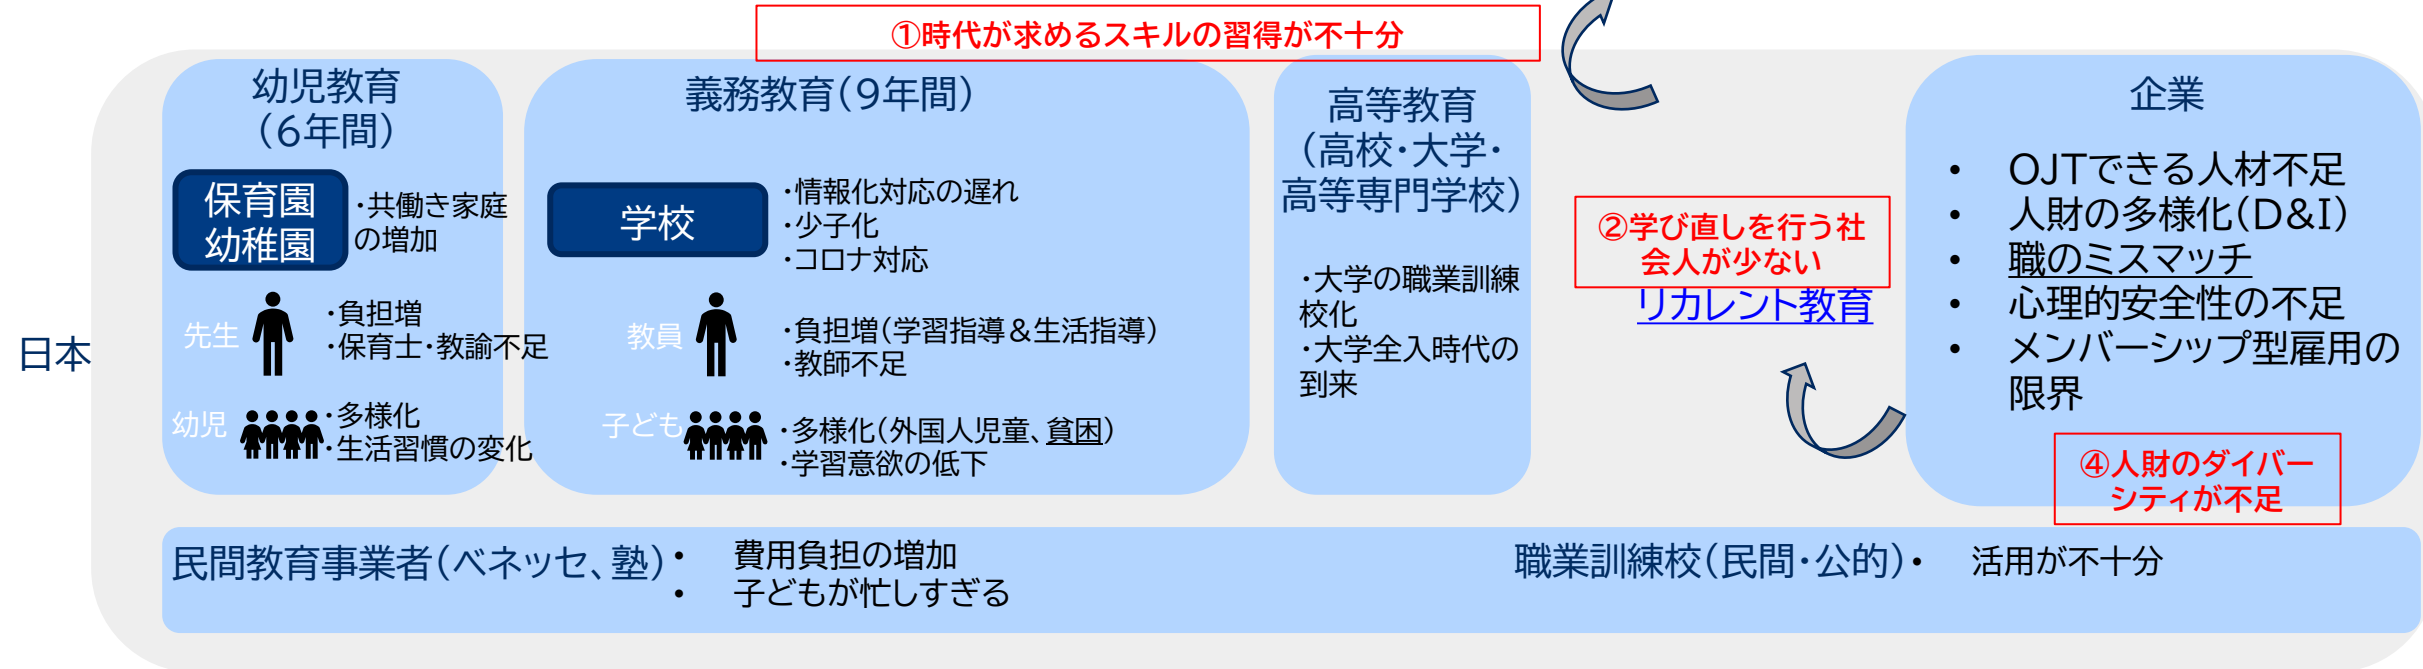 ①時代が求めるスキルの習得が不十分
日本
幼児教育
（6年間）
保育園
幼稚園
・共働き家庭
の増加
先生
・負担増
・保育士・教諭不足
幼児
・多様化
・生活習慣の変化
義務教育（9年間）
学校
・情報化対応の遅れ
・少子化
・コロナ対応
教員
・負担増（学習指導＆生活指導）
・教師不足
子ども
・多様化（外国人児童、貧困）
・学習意欲の低下
高等教育
（高校・大学・
高等専門学校）
・大学の職業訓練
校化
・大学全入時代の
到来
②学び直しを行う社
会人が少ない
リカレント教育
企業
• OJTできる人材不足
• 人財の多様化（D&I）
• 職のミスマッチ
• 心理的安全性の不足
• メンバーシップ型雇用の
限界
④人財のダイバー
シティが不足
民間教育事業者（ベネッセ、塾）
• 費用負担の増加
• 子どもが忙しすぎる
職業訓練校（民間・公的）
• 活用が不十分